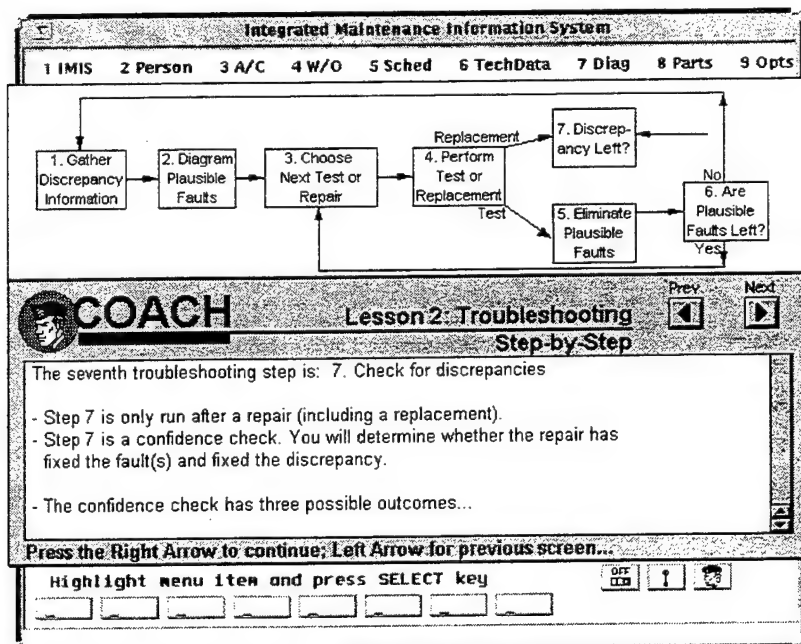 Integrated Maintenance Information System
1 IMIS 2 Person 3 A/C 4 W/O 5 Sched 6 TechData 7 Diag 8 Parts 9 Opts
1. Gather
Discrepancy
Information
2. Diagram
Plausible
Faults
3. Choose
Next Test or
Repair
4. Perform
Test or
Replacement
Replacement
Test
7. Discrep-
ancy Left?
5. Eliminate
Plausible
Faults
No
6. Are
Plausible
Faults Left?
Yes
COACH
Lesson 2: Troubleshooting
Step-by-Step
Prev
Next
The seventh troubleshooting step is: 7. Check for discrepancies
- Step 7 is only run after a repair (including a replacement).
- Step 7 is a confidence check. You will determine whether the repair has
fixed the fault(s) and fixed the discrepancy.
- The confidence check has three possible outcomes...
Press the Right Arrow to continue; Left Arrow for previous screen...
Highlight menu item and press SELECT key
OFF